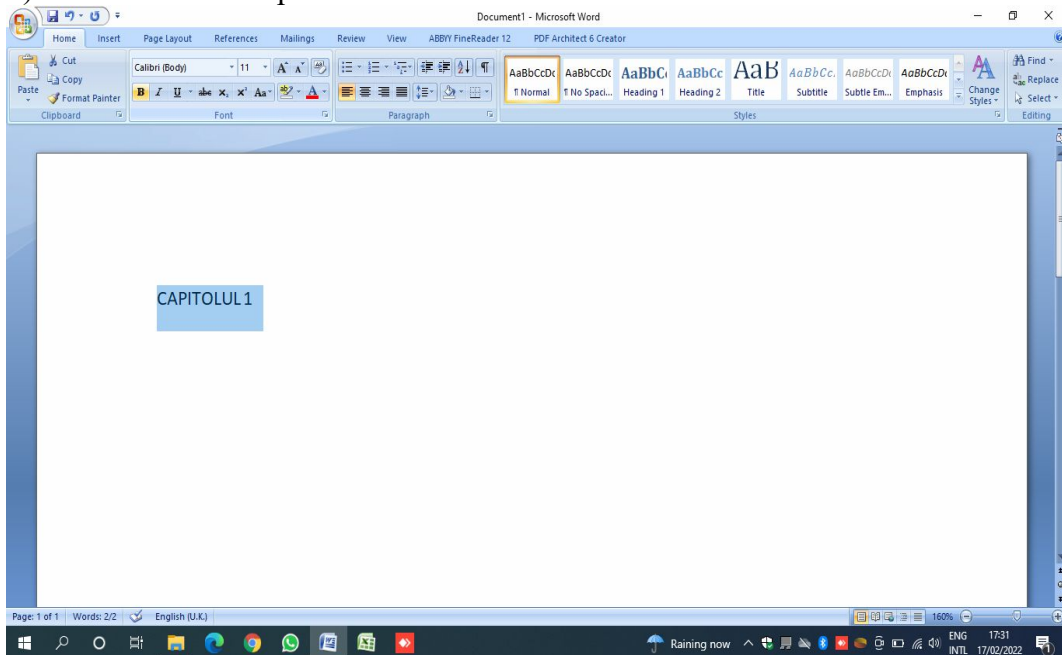 Document1 - Microsoft Word
Home Insert Page Layout References Mailings Review View ABBYY FineReader 12 PDF Architect 6 Creator
Paste
Cut
Copy
Format Painter
Clipboard
Calibri (Body) 11
B I U abc x₂ x² Aa
Font
Paragraph
AaBbCcDc AaBbCcDc AaBbC AaBbCc AaB AaBbCc. AaBbCcDc AaBbCcDc
¶ Normal ¶ No Spaci... Heading 1 Heading 2 Title Subtitle Subtle Em... Emphasis
Change Styles
Styles
Find
Replace
Select
Editing
CAPITOLUL 1
Page: 1 of 1 Words: 2/2 English (U.K.) 160%
Raining now ENG 17:31
INTL 17/02/2022